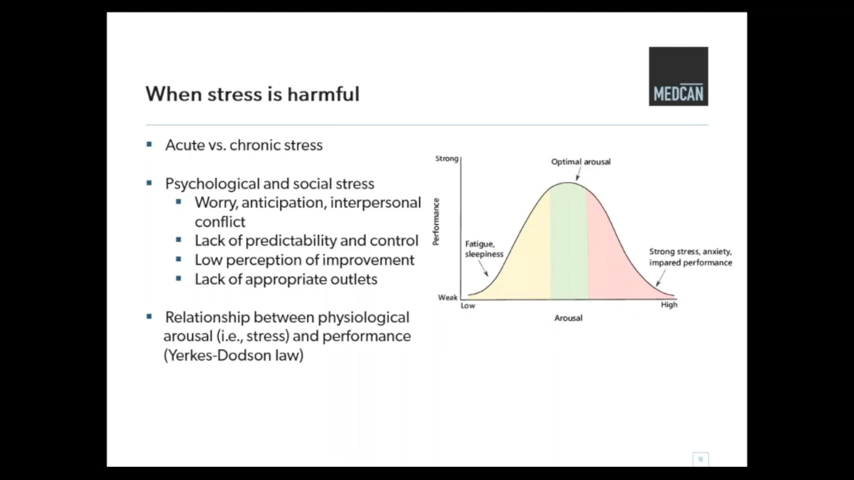 MEDCAN
When stress is harmful
Acute vs. chronic stress
Psychological and social stress
Worry, anticipation, interpersonal
conflict
Lack of predictability and control
Low perception of improvement
Lack of appropriate outlets
Relationship between physiological
arousal (i.e., stress) and performance
(Yerkes-Dodson law)
Strong
Optimal arousal
Performance
Fatigue,
sleepiness
Strong stress, anxiety,
impared performance
Weak
Low
High
Arousal